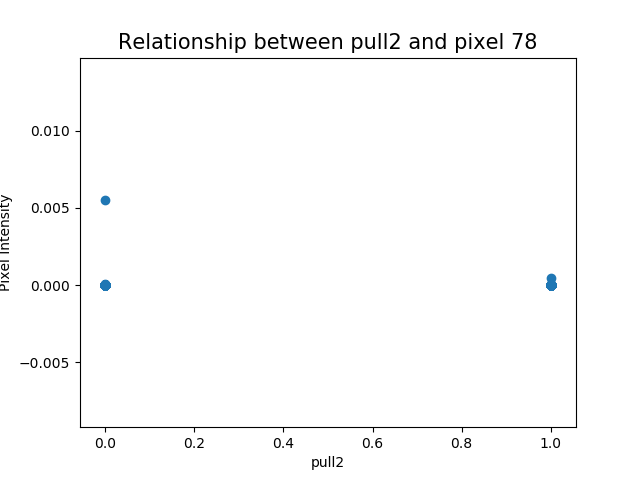 Relationship between pull2 and pixel 78
Pixel Intensity
0.010
0.005
0.000
−0.005
0.0 0.2 0.4 0.6 0.8 1.0
pull2